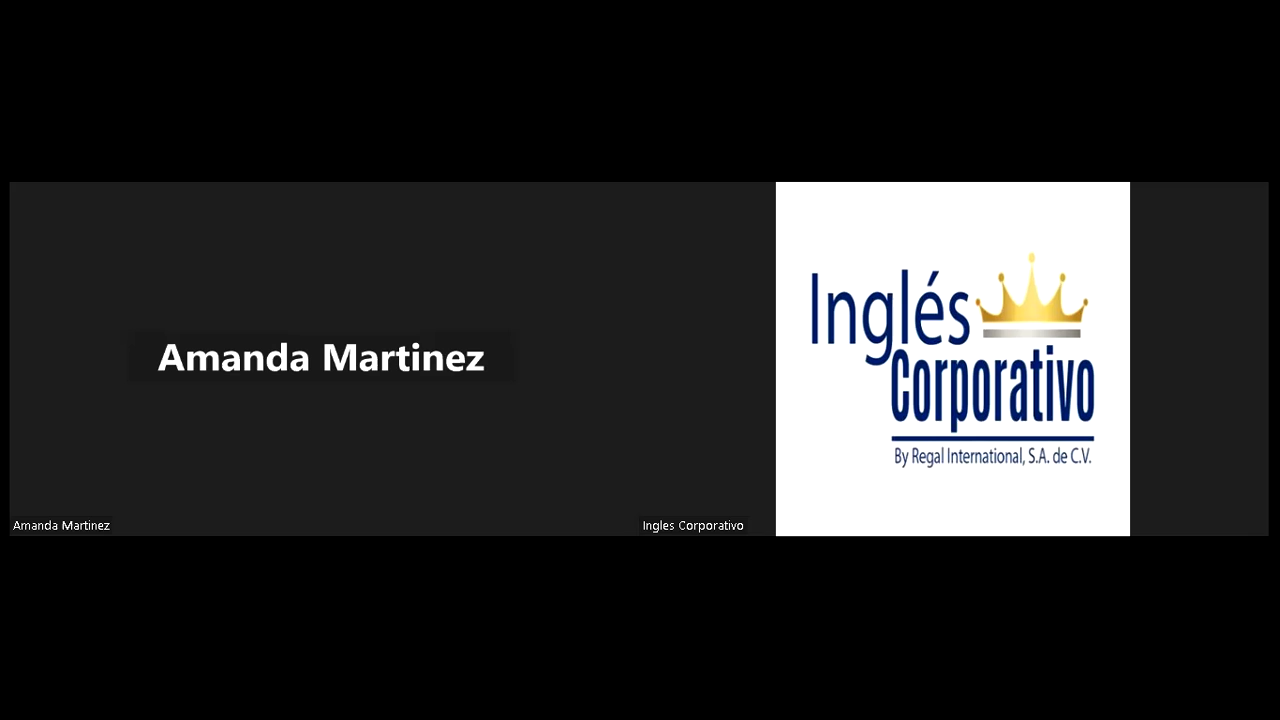 Amanda Martinez
Amanda Martinez
Inglés
Corporativo
By Regal International, S.A. de C.V.
Ingles Corporativo